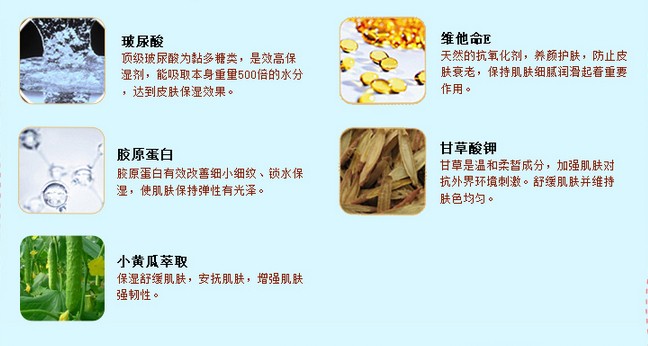 玻尿酸
顶级玻尿酸为黏多糖类，是效高保
湿剂，能吸取本身重量500倍的水分
，达到皮肤保湿效果。
维他命E
天然的抗氧化剂，养颜护肤，防止皮
肤衰老，保持肌肤细腻润滑起着重要
作用。
胶原蛋白
胶原蛋白有效改善细小细纹、锁水保
湿，使肌肤保持弹性有光泽。
甘草酸钾
甘草是温和柔皙成分，加强肌肤对
抗外界环境刺激。舒缓肌肤并维持
肤色均匀。
小黄瓜萃取
保湿舒缓肌肤，安抚肌肤，增强肌肤
强韧性。